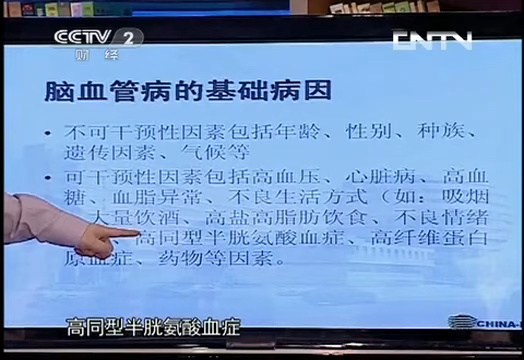 CCTV 2
财经
CNTV
脑血管病的基础病因
• 不可干预性因素包括年龄、性别、种族、
遗传因素、气候等
• 可干预性因素包括高血压、心脏病、高血
糖、血脂异常、不良生活方式（如：吸烟
大量饮酒、高盐高脂肪饮食、不良情绪
高同型半胱氨酸血症、高纤维蛋白
原血症、药物等因素。
CHINA-
高同型半胱氨酸血症